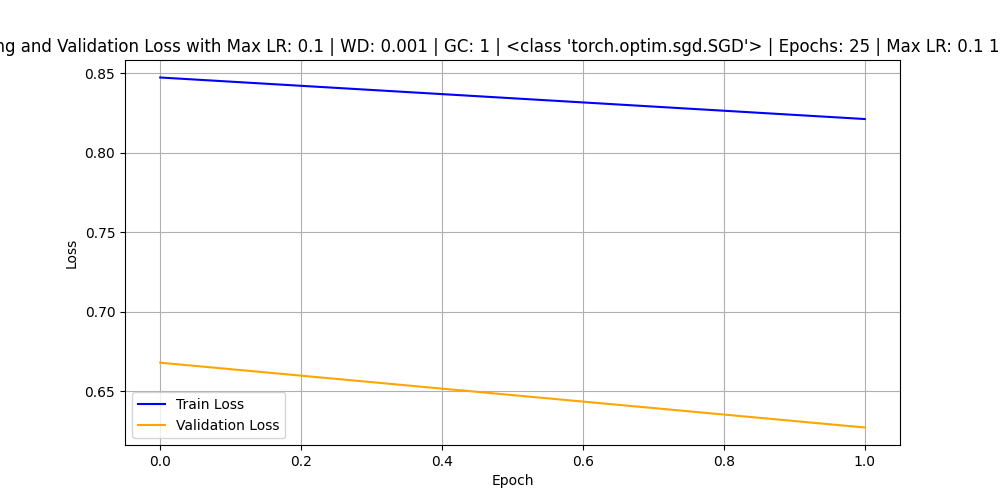 ng and Validation Loss with Max LR: 0.1 | WD: 0.001 | GC: 1 | <class 'torch.optim.sgd.SGD'> | Epochs: 25 | Max LR: 0.1 1
0.85
0.80
0.75
0.70
0.65
Loss
Train Loss
Validation Loss
0.0 0.2 0.4 0.6 0.8 1.0
Epoch